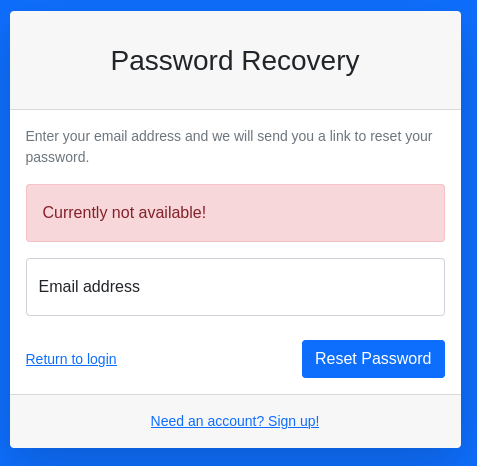 Password Recovery
Enter your email address and we will send you a link to reset your
password.
Currently not available!
Email address
Return to login
Reset Password
Need an account? Sign up!